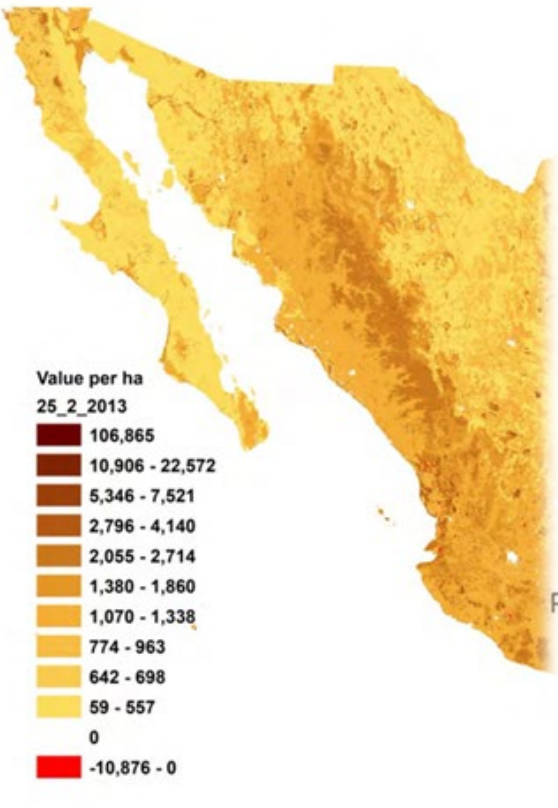 Value per ha
25_2_2013
106,865
10,906 - 22,572
5,346 - 7,521
2,796 - 4,140
2,055 - 2,714
1,380 - 1,860
1,070 - 1,338
774 - 963
642 - 698
59 - 557
0
-10,876 - 0